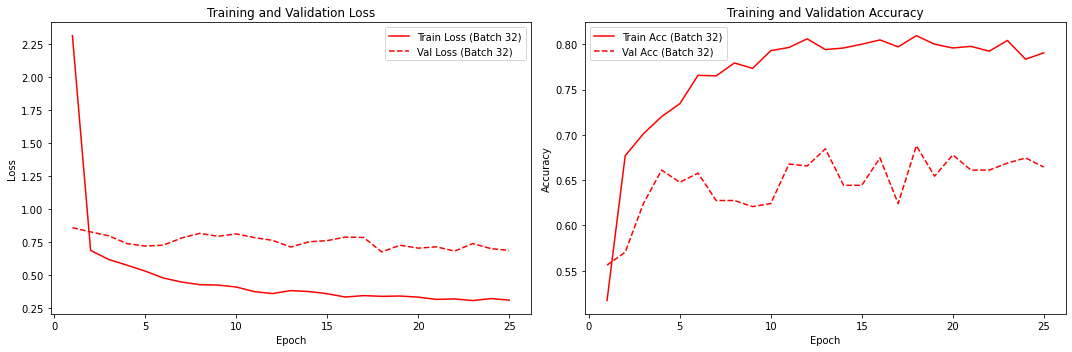 Training and Validation Loss
Train Loss (Batch 32)
Val Loss (Batch 32)
2.25
2.00
1.75
1.50
1.25
1.00
0.75
0.50
0.25
Loss
0
5
10
15
20
25
Epoch
Training and Validation Accuracy
Train Acc (Batch 32)
Val Acc (Batch 32)
0.80
0.75
0.70
0.65
0.60
0.55
Accuracy
0
5
10
15
20
25
Epoch